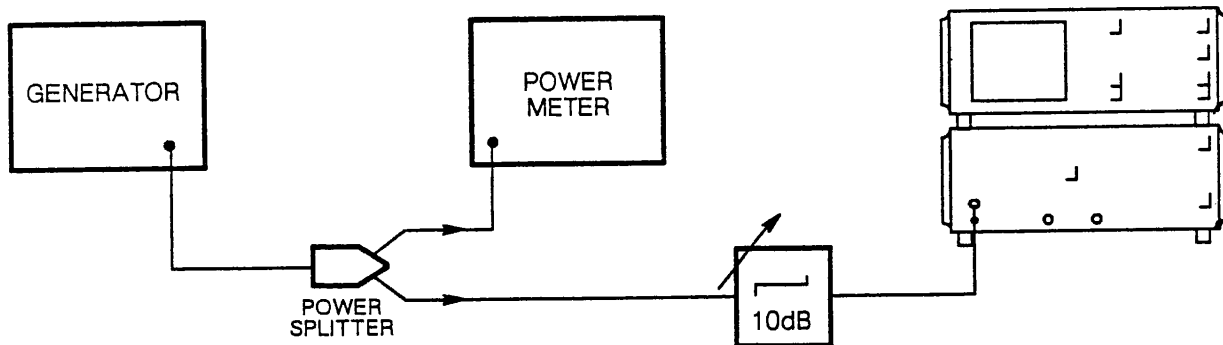 GENERATOR
POWER
METER
POWER
SPLITTER
10dB